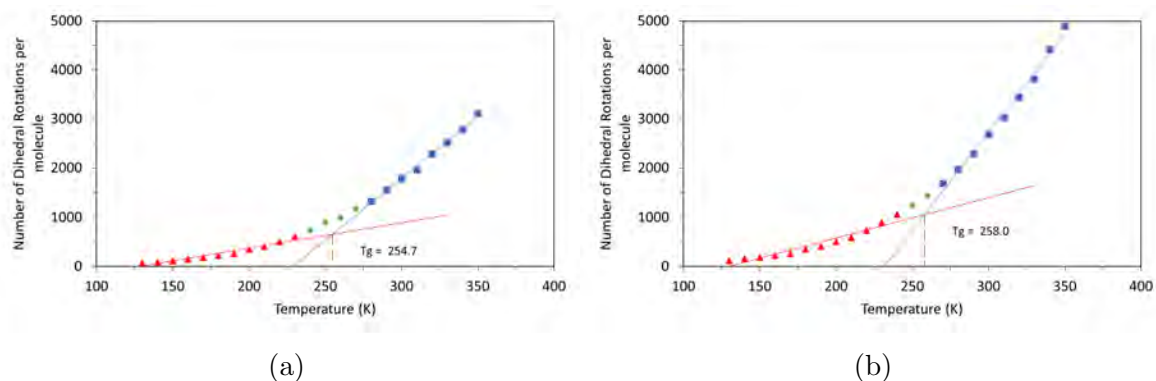 Number of Dihedral Rotations per
molecule
5000
4000
3000
2000
1000
0
Tg = 254.7
100
150
200
250
300
350
400
Temperature (K)
(a)
Number of Dihedral Rotations per
molecule
5000
4000
3000
2000
1000
0
Tg = 258.0
100
150
200
250
300
350
400
Temperature (K)
(b)